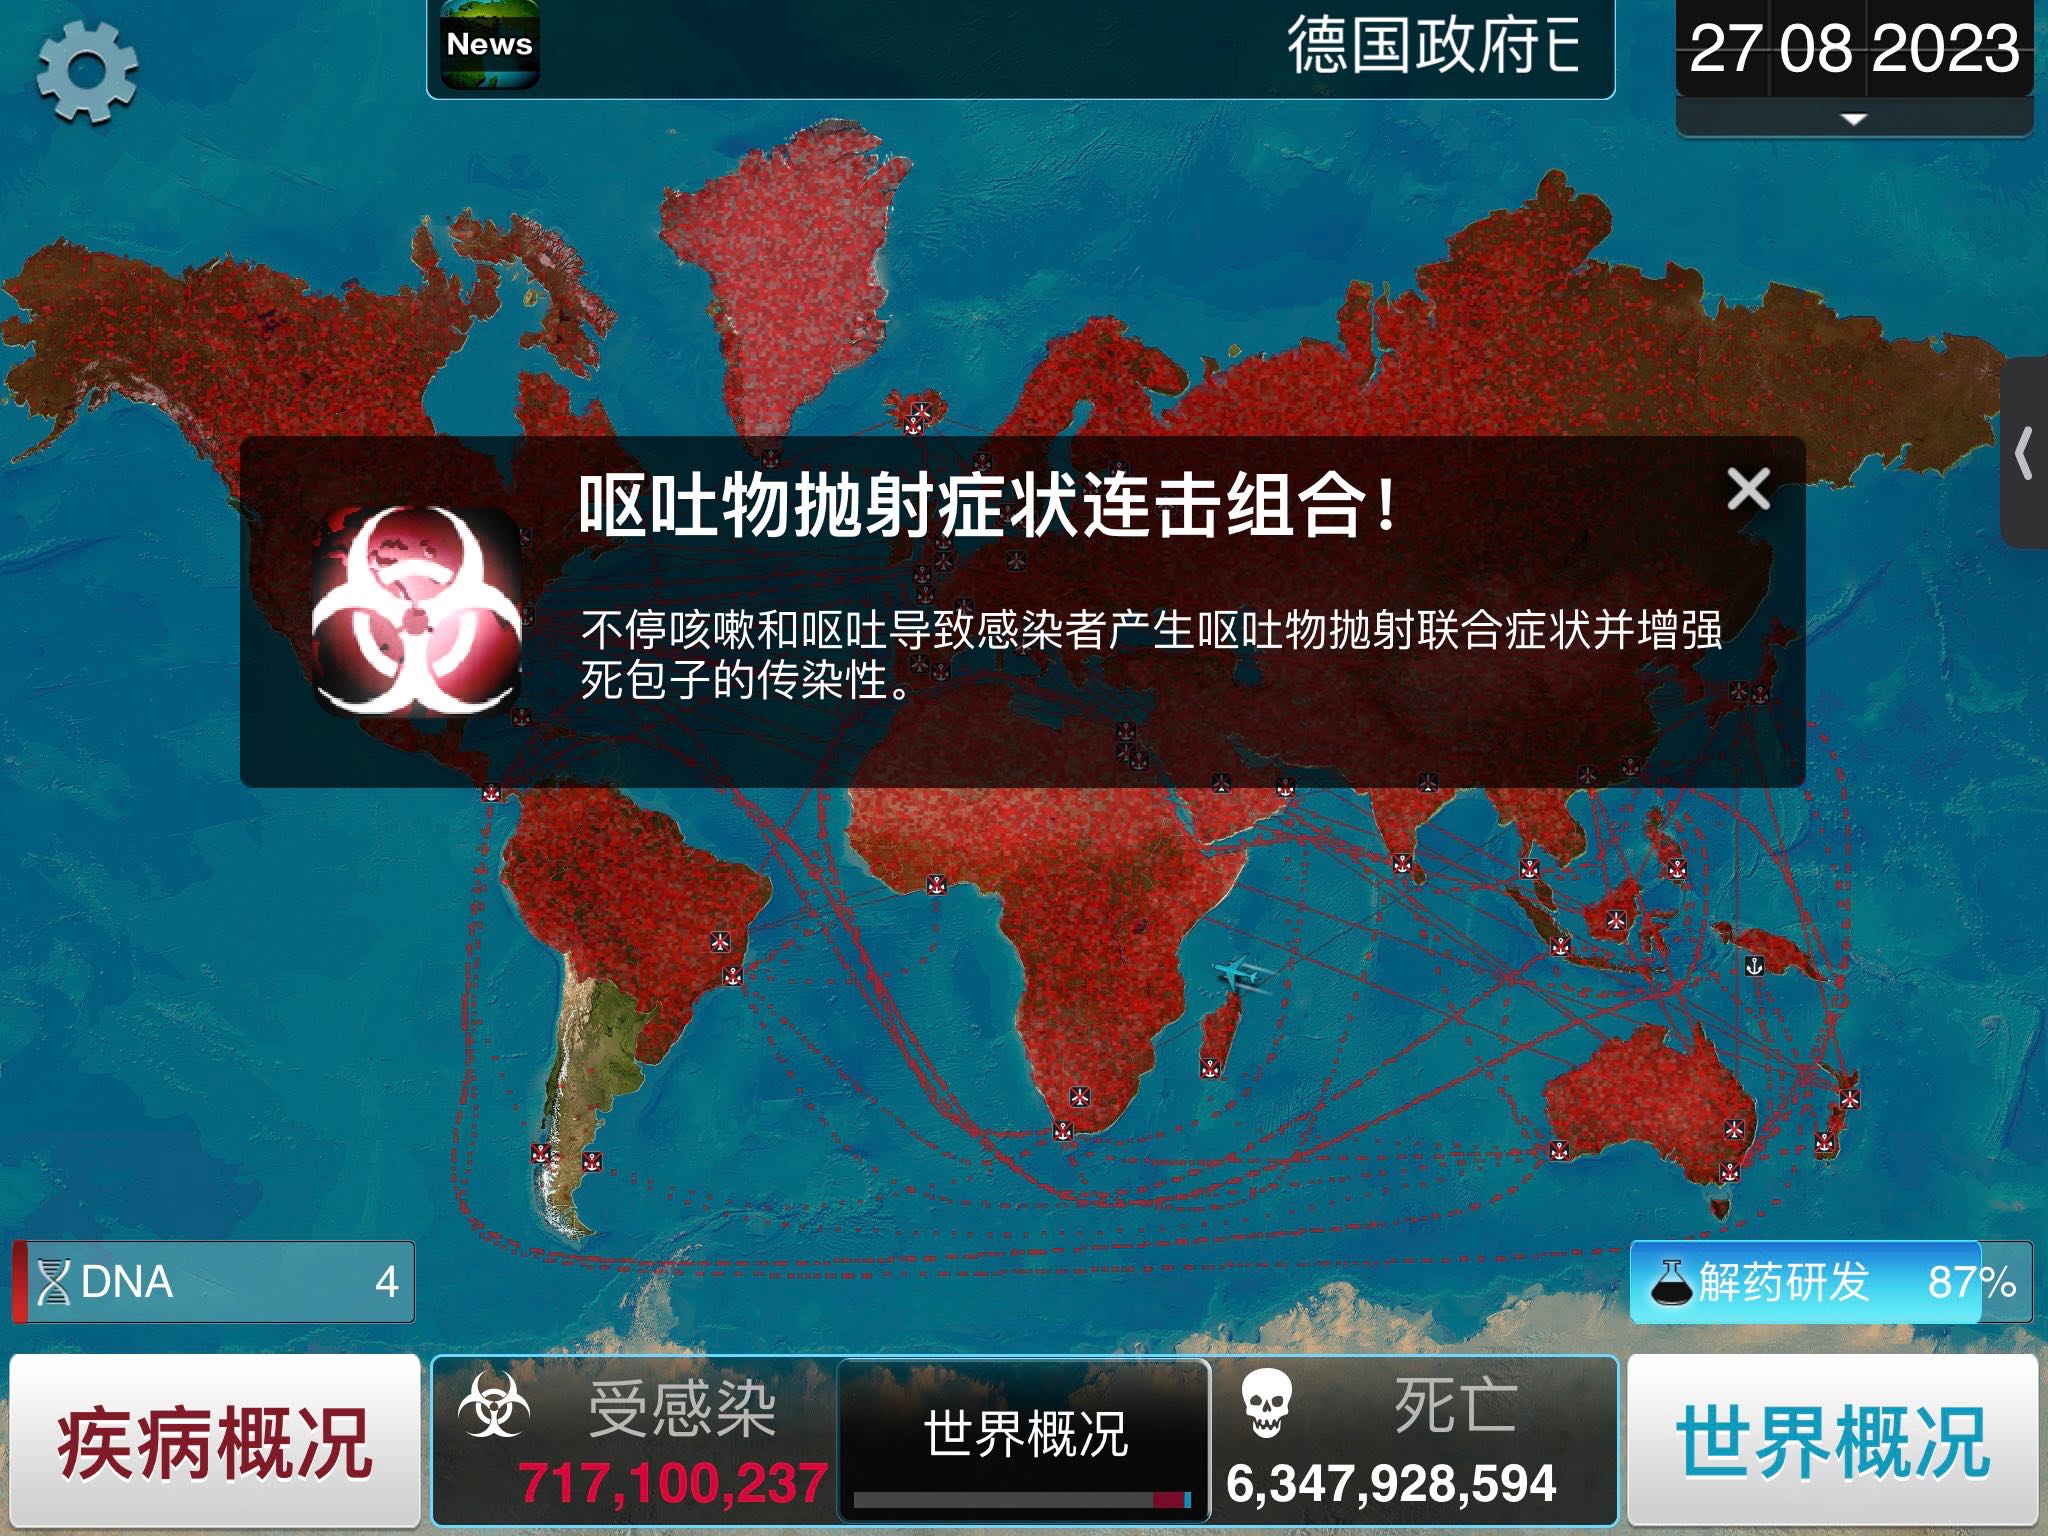 News
德国政府已
27 08 2023
呕吐物抛射症状连击组合！
不停咳嗽和呕吐导致感染者产生呕吐物抛射联合症状并增强
死包子的传染性。
DNA 4
解药研发 87%
疾病概况
受感染
717,100,237
世界概况
死亡
6,347,928,594
世界概况